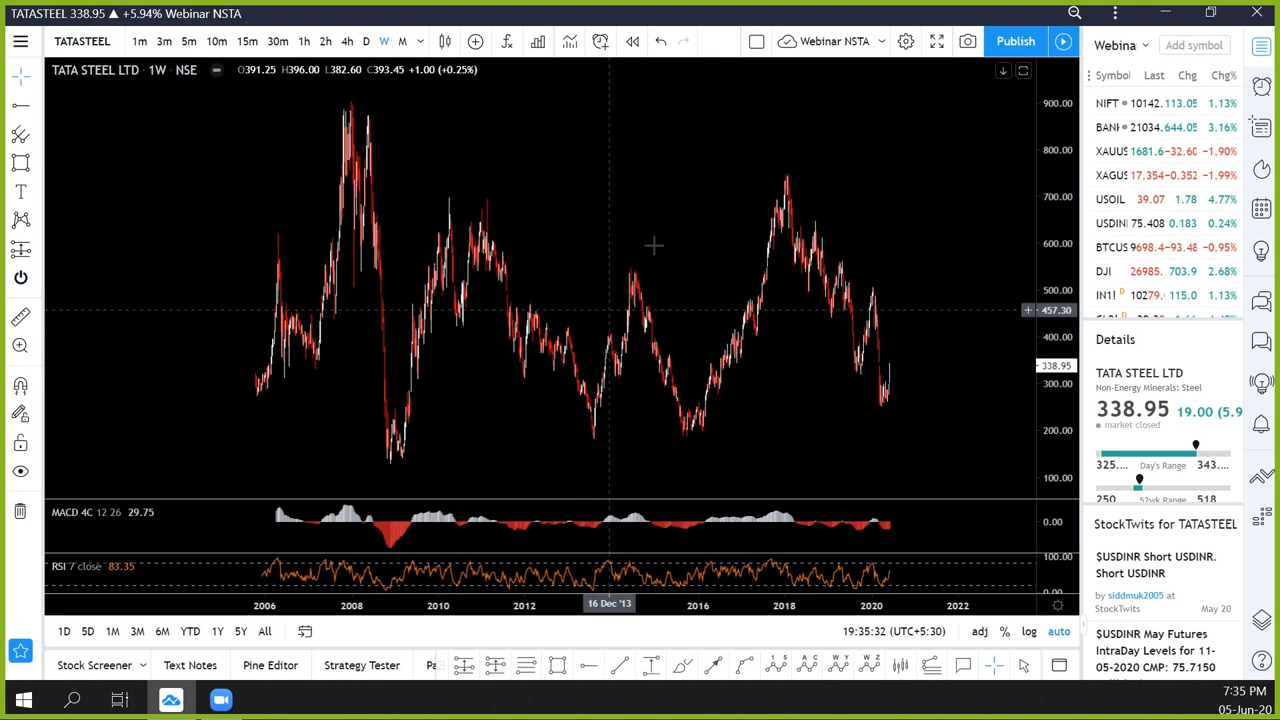 TATASTEEL 338.95 ▲ +5.94% Webinar NSTA
TATASTEEL 1m 3m 5m 10m 15m 30m 1h 2h 4h W M Webinar NSTA Publish
TATA STEEL LTD · 1W · NSE O391.25 H396.00 L382.60 C393.45 +1.00 (+0.25%)
900.00
800.00
700.00
600.00
500.00
457.30
400.00
338.95
300.00
200.00
100.00
MACD 4C 12 26 29.75
0.00
100.00
RSI 7 close 83.35
0.00
2006 2008 2010 2012 16 Dec '13 2016 2018 2020 2022
1D 5D 1M 3M 6M YTD 1Y 5Y All
19:35:32 (UTC+5:30) adj % log auto
Stock Screener Text Notes Pine Editor Strategy Tester Pa
Webina Add symbol
Symbol Last Chg Chg%
NIFT 10142. 113.05 1.13%
BANK 21034. 644.05 3.16%
XAUUS 1681.6 -32.60 -1.90%
XAGUS 17.354 -0.352 -1.99%
USOIL 39.07 1.78 4.77%
USDINI 75.408 0.183 0.24%
BTCUS 9698.4 -93.48 -0.95%
DJI 26985. 703.9 2.68%
IN1! D 10279. 115.0 1.13%
Details
TATA STEEL LTD
Non-Energy Minerals: Steel
338.95 19.00 (5.9
market closed
325.... Day's Range 343....
250 52wk Range 518
StockTwits for TATASTEEL
$USDINR Short USDINR.
Short USDINR
by siddmuk2005 at
StockTwits May 20
$USDINR May Futures
IntraDay Levels for 11-
05-2020 CMP: 75.7150
7:35 PM
05-Jun-20